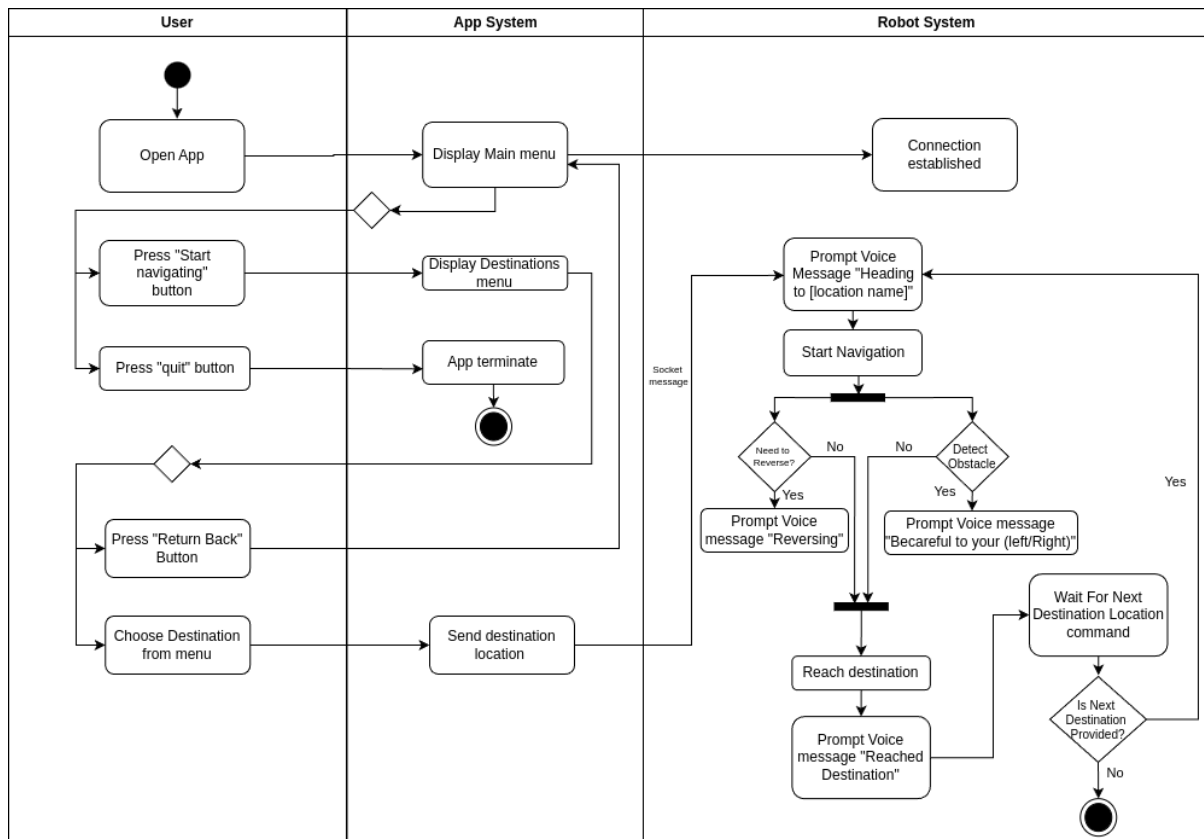 User
App System
Robot System
Open App
Display Main menu
Connection
established
Press "Start
navigating"
button
Display Destinations
menu
Prompt Voice
Message "Heading
to [location name]"
Press "quit" button
App terminate
Start Navigation
Socket
message
Need to
Reverse?
No
No
Detect
Obstacle
Yes
Yes
Yes
Prompt Voice
message "Reversing"
Prompt Voice message
"Becareful to your (left/Right)"
Press "Return Back"
Button
Choose Destination
from menu
Send destination
location
Wait For Next
Destination Location
command
Reach destination
Is Next
Destination
Provided?
Prompt Voice
message "Reached
Destination"
No